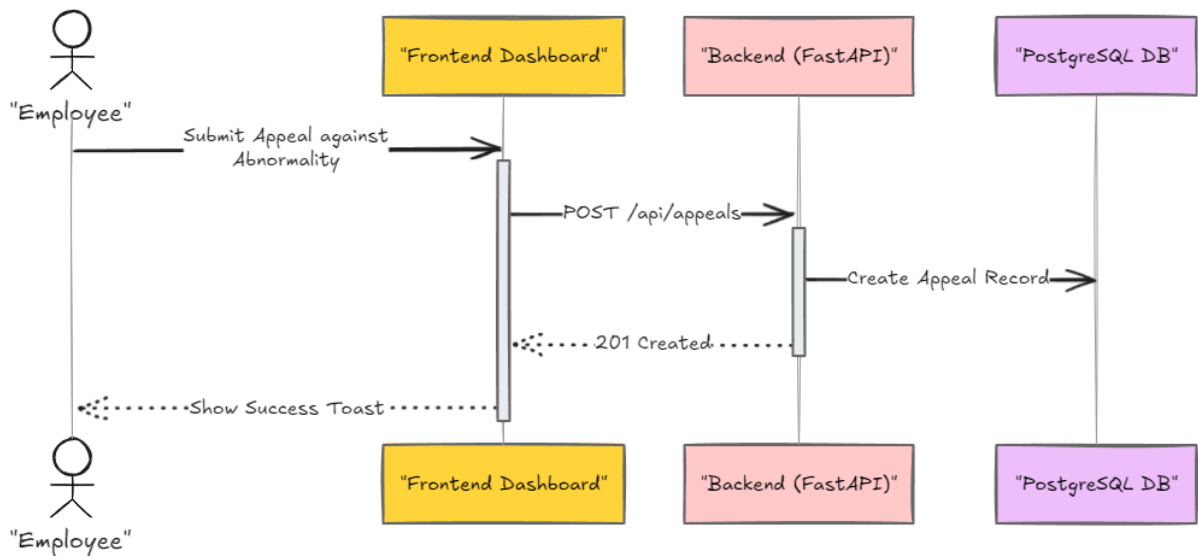 "Employee"
"Frontend Dashboard"
"Backend (FastAPI)"
"PostgreSQL DB"
Submit Appeal against
Abnormality
POST /api/appeals
Create Appeal Record
201 Created
Show Success Toast
"Employee"
"Frontend Dashboard"
"Backend (FastAPI)"
"PostgreSQL DB"